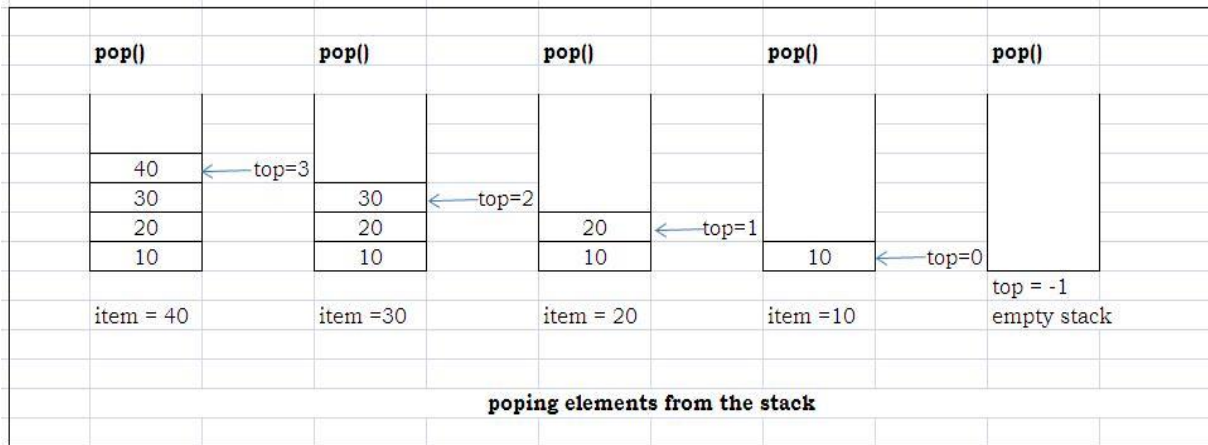 pop() pop() pop() pop() pop()
40 top=3
30 30 top=2
20 20 20 top=1
10 10 10 10 top=0
top = -1
item = 40 item =30 item = 20 item =10 empty stack
poping elements from the stack